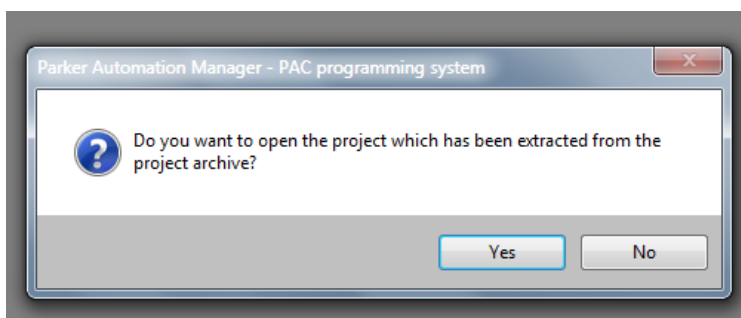 Parker Automation Manager - PAC programming system
Do you want to open the project which has been extracted from the
project archive?
Yes
No